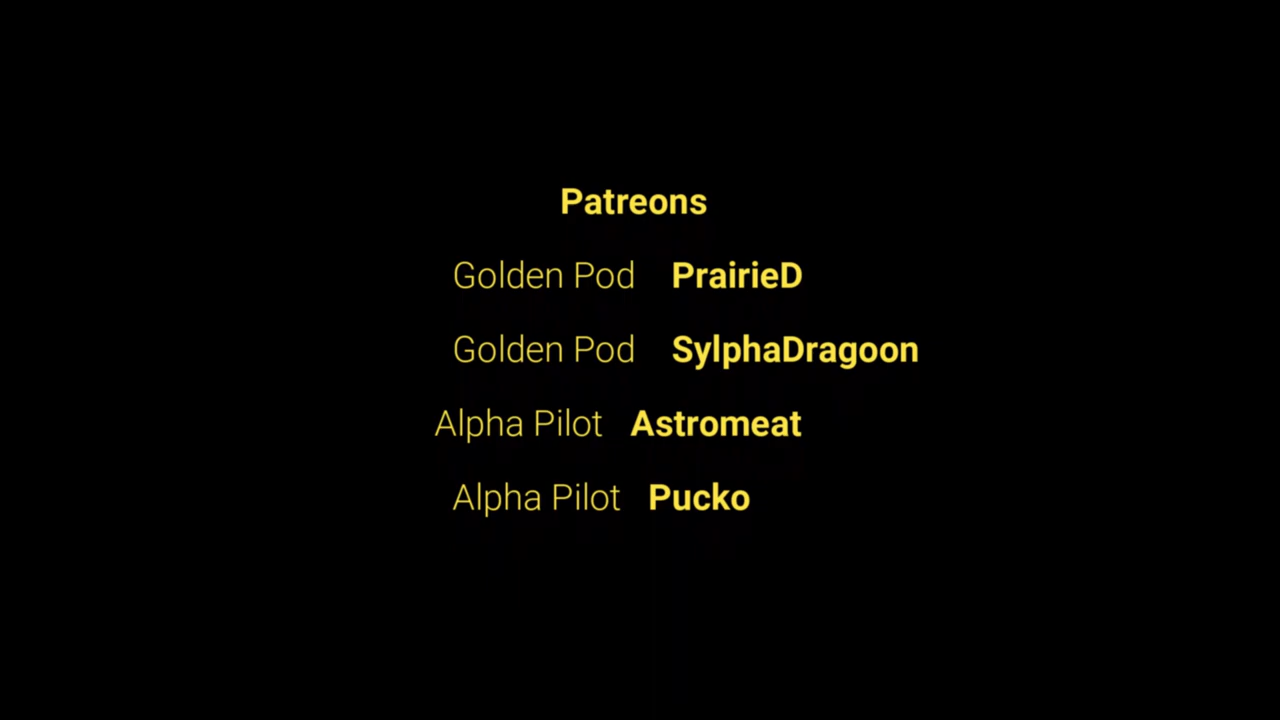 Patreons
Golden Pod PrairieD
Golden Pod SylphaDragoon
Alpha Pilot Astromeat
Alpha Pilot Pucko